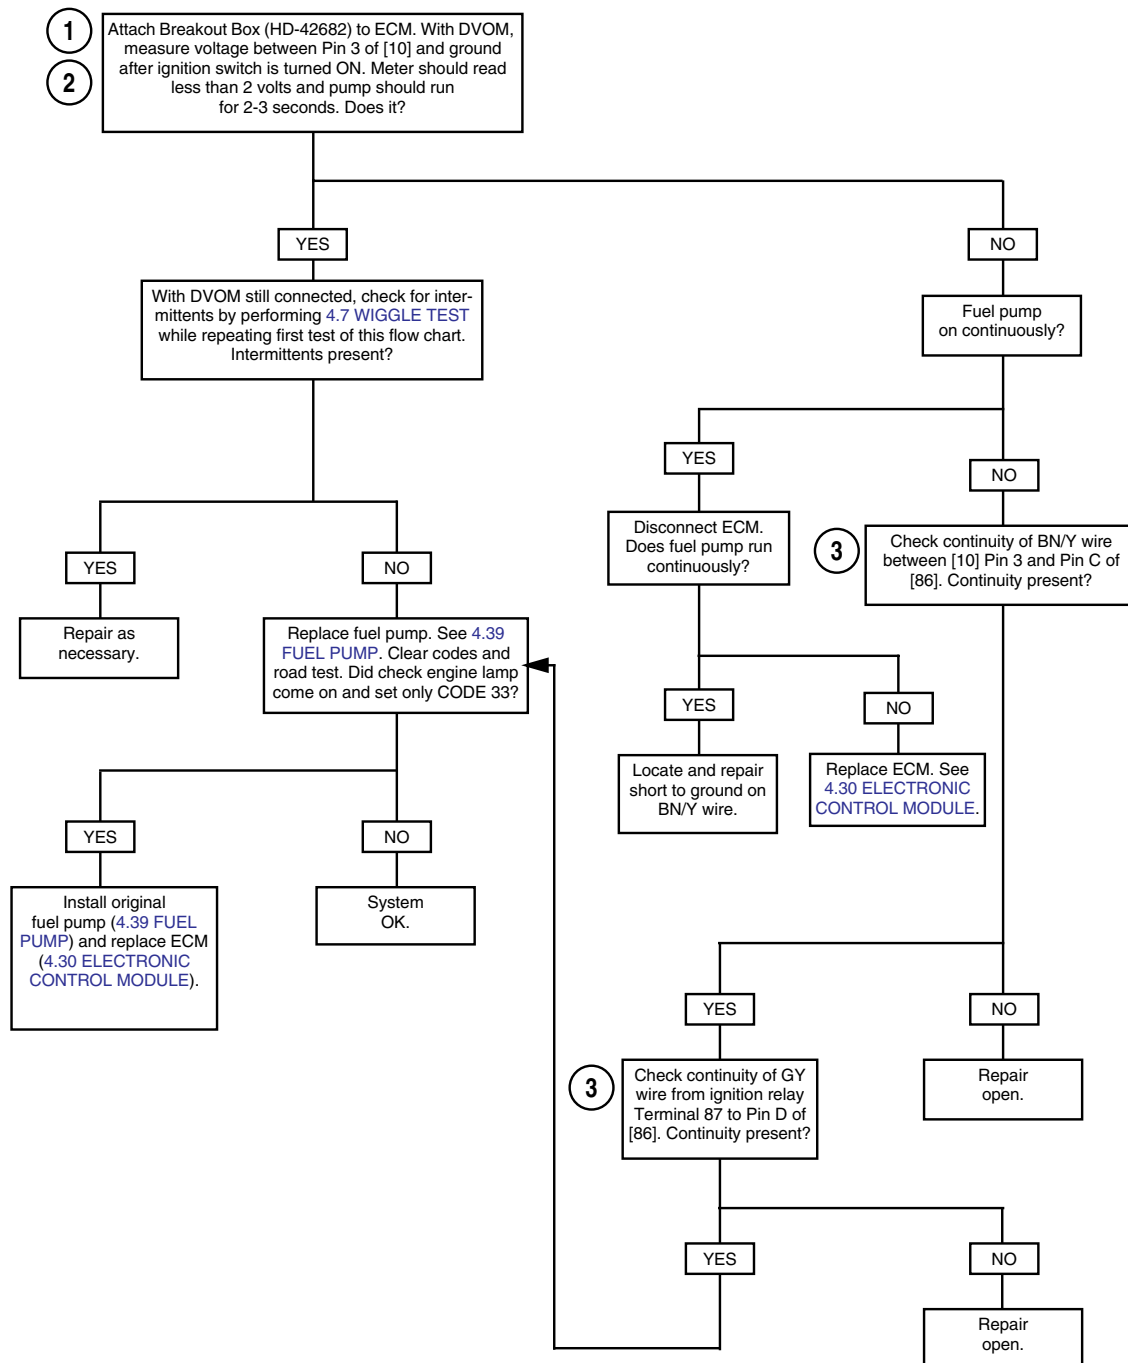 1
Attach Breakout Box (HD-42682) to ECM. With DVOM,
measure voltage between Pin 3 of [10] and ground
after ignition switch is turned ON. Meter should read
less than 2 volts and pump should run
for 2-3 seconds. Does it?
2
YES
NO
With DVOM still connected, check for inter-
mittents by performing 4.7 WIGGLE TEST
while repeating first test of this flow chart.
Intermittents present?
Fuel pump
on continuously?
YES
NO
Disconnect ECM.
Does fuel pump run
continuously?
3
Check continuity of BN/Y wire
between [10] Pin 3 and Pin C of
[86]. Continuity present?
YES
NO
Repair as
necessary.
Replace fuel pump. See 4.39
FUEL PUMP. Clear codes and
road test. Did check engine lamp
come on and set only CODE 33?
YES
NO
Locate and repair
short to ground on
BN/Y wire.
Replace ECM. See
4.30 ELECTRONIC
CONTROL MODULE.
YES
NO
Install original
fuel pump (4.39 FUEL
PUMP) and replace ECM
(4.30 ELECTRONIC
CONTROL MODULE).
System
OK.
YES
NO
3
Check continuity of GY
wire from ignition relay
Terminal 87 to Pin D of
[86]. Continuity present?
Repair
open.
YES
NO
Repair
open.